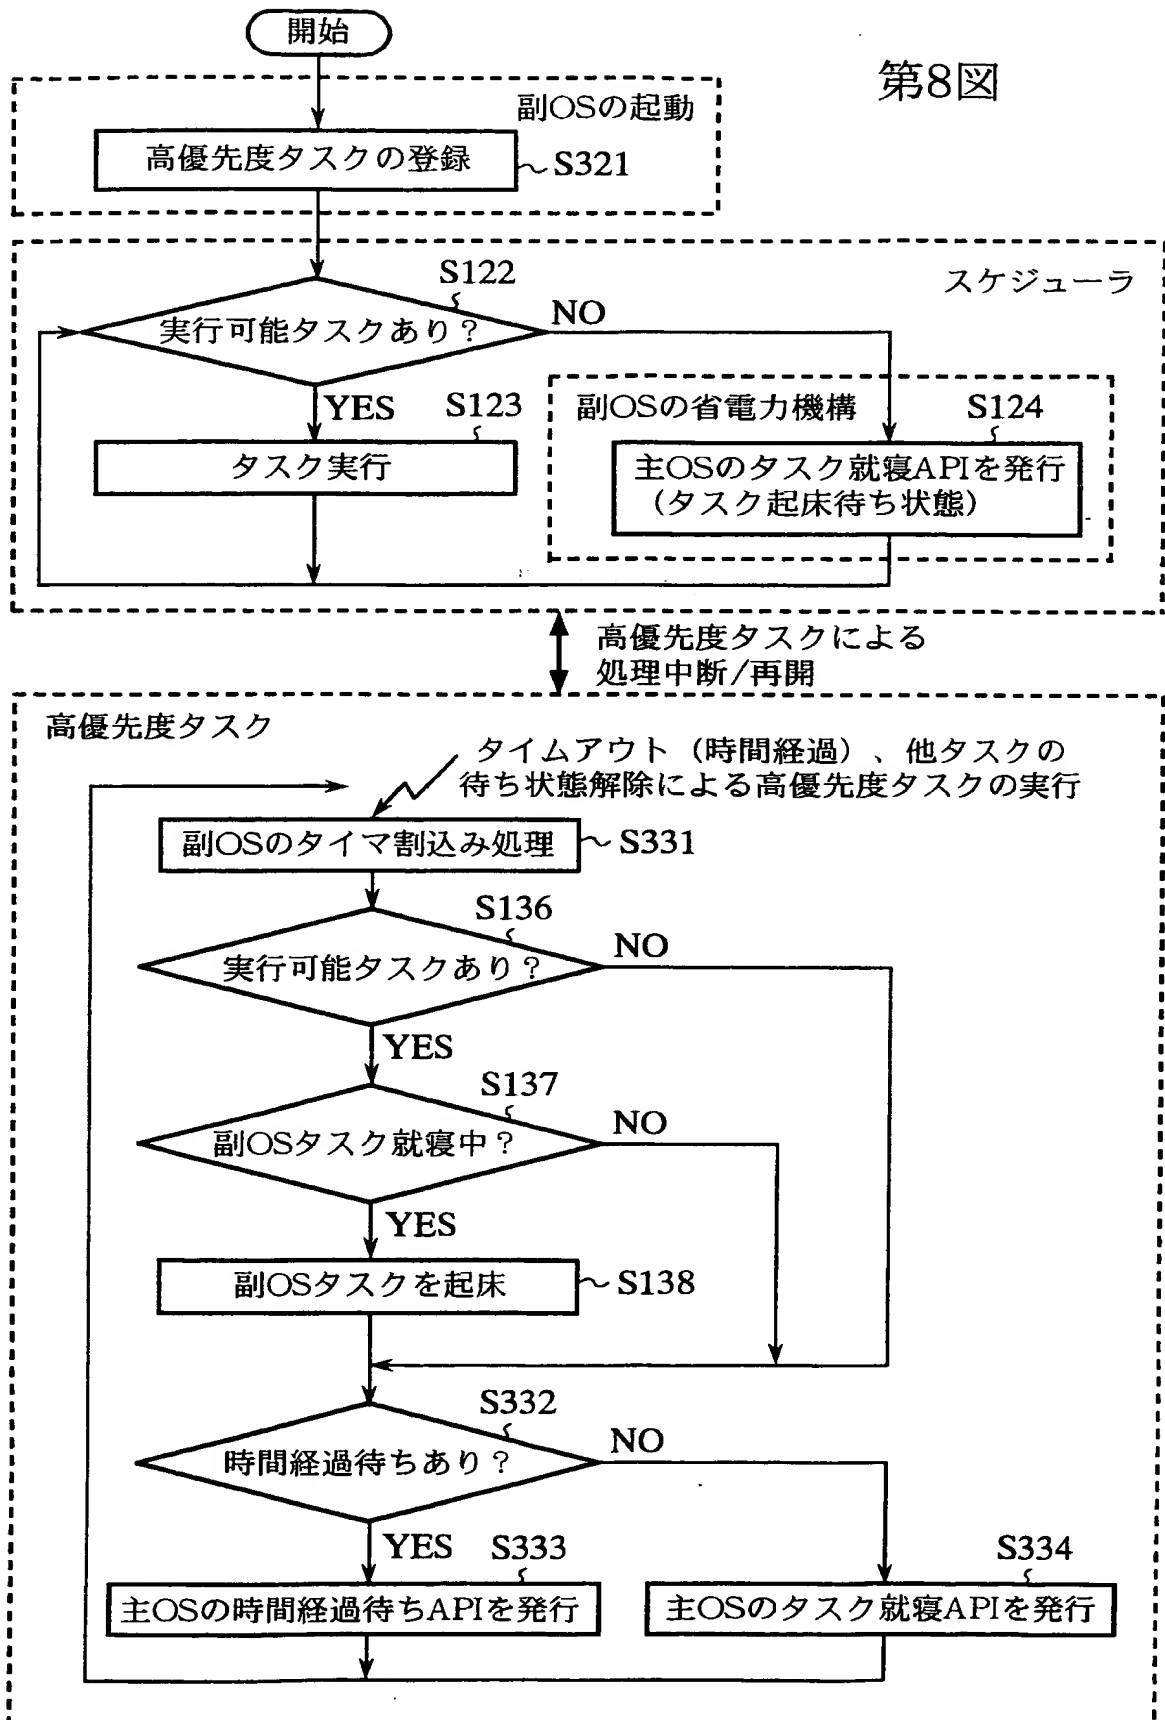 開始
第8図
副OSの起動
高優先度タスクの登録
S321
スケジューラ
S122
実行可能タスクあり？
NO
YES
S123
タスク実行
副OSの省電力機構
S124
主OSのタスク就寝APIを発行
（タスク起床待ち状態）
高優先度タスクによる
処理中断/再開
高優先度タスク
タイムアウト（時間経過）、他タスクの
待ち状態解除による高優先度タスクの実行
副OSのタイマ割込み処理
S331
S136
実行可能タスクあり？
NO
YES
S137
副OSタスク就寝中？
NO
YES
副OSタスクを起床
S138
S332
時間経過待ちあり？
NO
YES
S333
主OSの時間経過待ちAPIを発行
S334
主OSのタスク就寝APIを発行